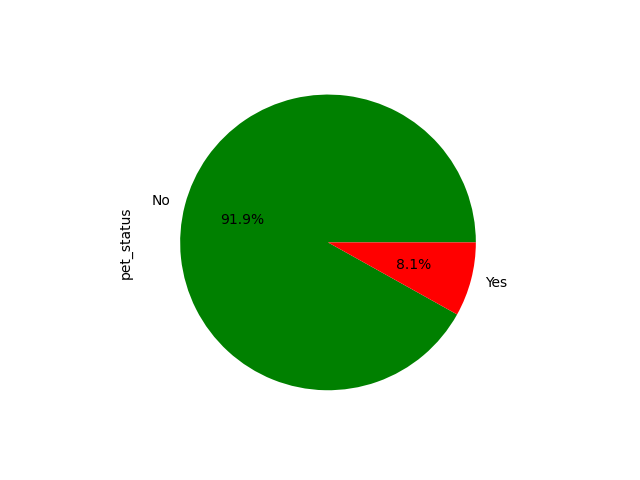 No
91.9%
pet_status
8.1%
Yes